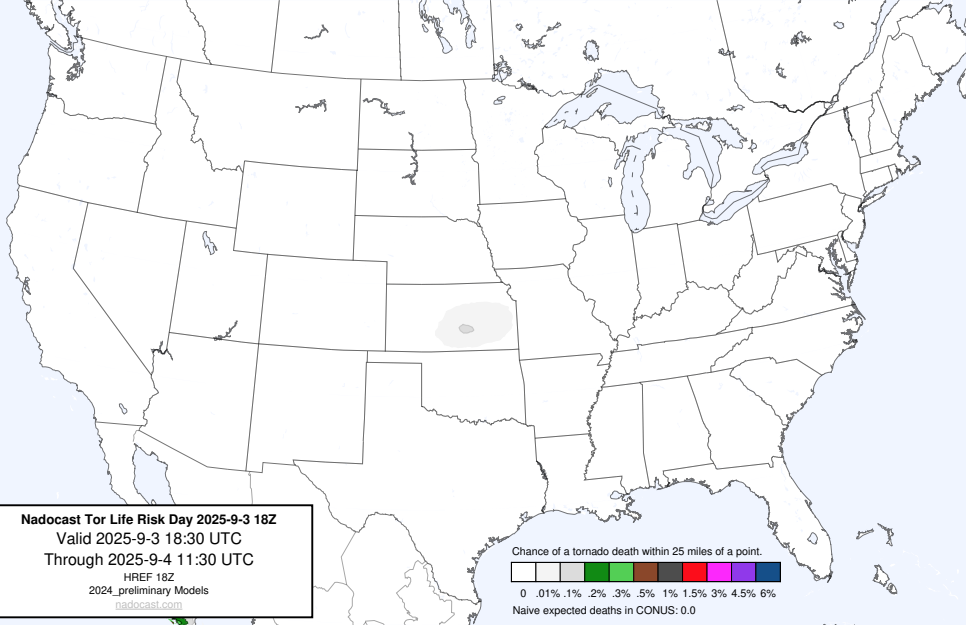 Nadocast Tor Life Risk Day 2025-9-3 18Z
Valid 2025-9-3 18:30 UTC
Through 2025-9-4 11:30 UTC
HREF 18Z
2024_preliminary Models
nadocast.com
Chance of a tornado death within 25 miles of a point.
0 .01% .1% .2% .3% .5% 1% 1.5% 3% 4.5% 6%
Naive expected deaths in CONUS: 0.0